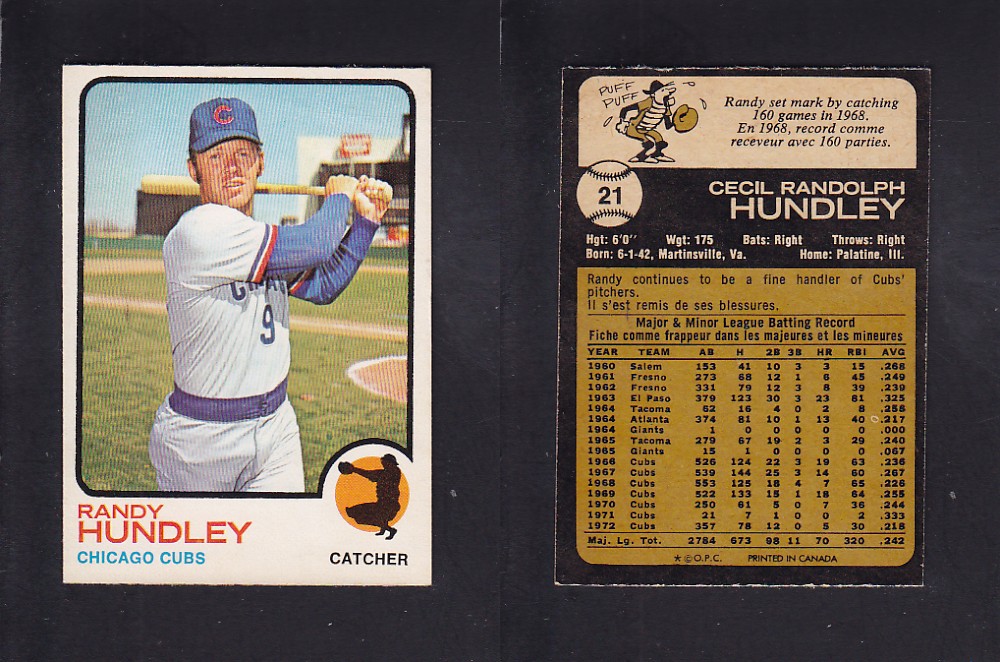 C
CHICAGO
9
RANDY
HUNDLEY
CHICAGO CUBS
CATCHER
PUFF
PUFF
Randy set mark by catching
160 games in 1968.
En 1968, record comme
receveur avec 160 parties.
21
CECIL RANDOLPH
HUNDLEY
Hgt: 6'0" Wgt: 175 Bats: Right Throws: Right
Born: 6-1-42, Martinsville, Va. Home: Palatine, Ill.
Randy continues to be a fine handler of Cubs'
pitchers.
Il s'est remis de ses blessures.
Major & Minor League Batting Record
Fiche comme frappeur dans les majeures et les mineures
YEAR TEAM AB H 2B 3B HR RBI AVG
1960 Salem 153 41 10 3 3 15 .268
1961 Fresno 273 68 12 1 6 45 .249
1962 Fresno 331 79 12 3 8 39 .239
1963 El Paso 379 123 30 3 23 81 .325
1964 Tacoma 62 16 4 0 2 8 .258
1964 Atlanta 374 81 10 1 13 40 .217
1964 Giants 1 0 0 0 0 0 .000
1965 Tacoma 279 67 19 2 3 29 .240
1965 Giants 15 1 0 0 0 0 .067
1966 Cubs 526 124 22 3 19 63 .236
1967 Cubs 539 144 25 3 14 60 .267
1968 Cubs 553 125 18 4 7 65 .226
1969 Cubs 522 133 15 1 18 64 .255
1970 Cubs 250 61 5 0 7 36 .244
1971 Cubs 21 7 1 0 0 2 .333
1972 Cubs 357 78 12 0 5 30 .218
Maj. Lg. Tot. 2784 673 98 11 70 320 .242
★ © O.P.C. PRINTED IN CANADA